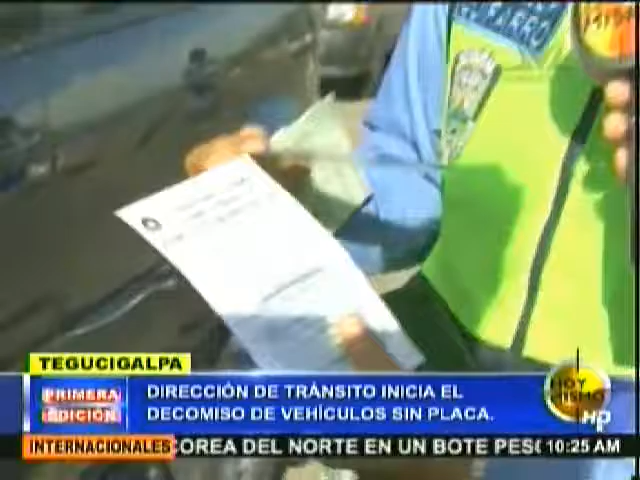 TEGUCIGALPA
PRIMERA
EDICIÓN
DIRECCIÓN DE TRÁNSITO INICIA EL
DECOMISO DE VEHÍCULOS SIN PLACA.
HOY
MISMO
HD
INTERNACIONALES
COREA DEL NORTE EN UN BOTE PES
10:25 AM